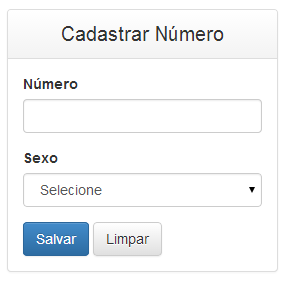 Cadastrar Número
Número
Sexo
Selecione
Salvar Limpar